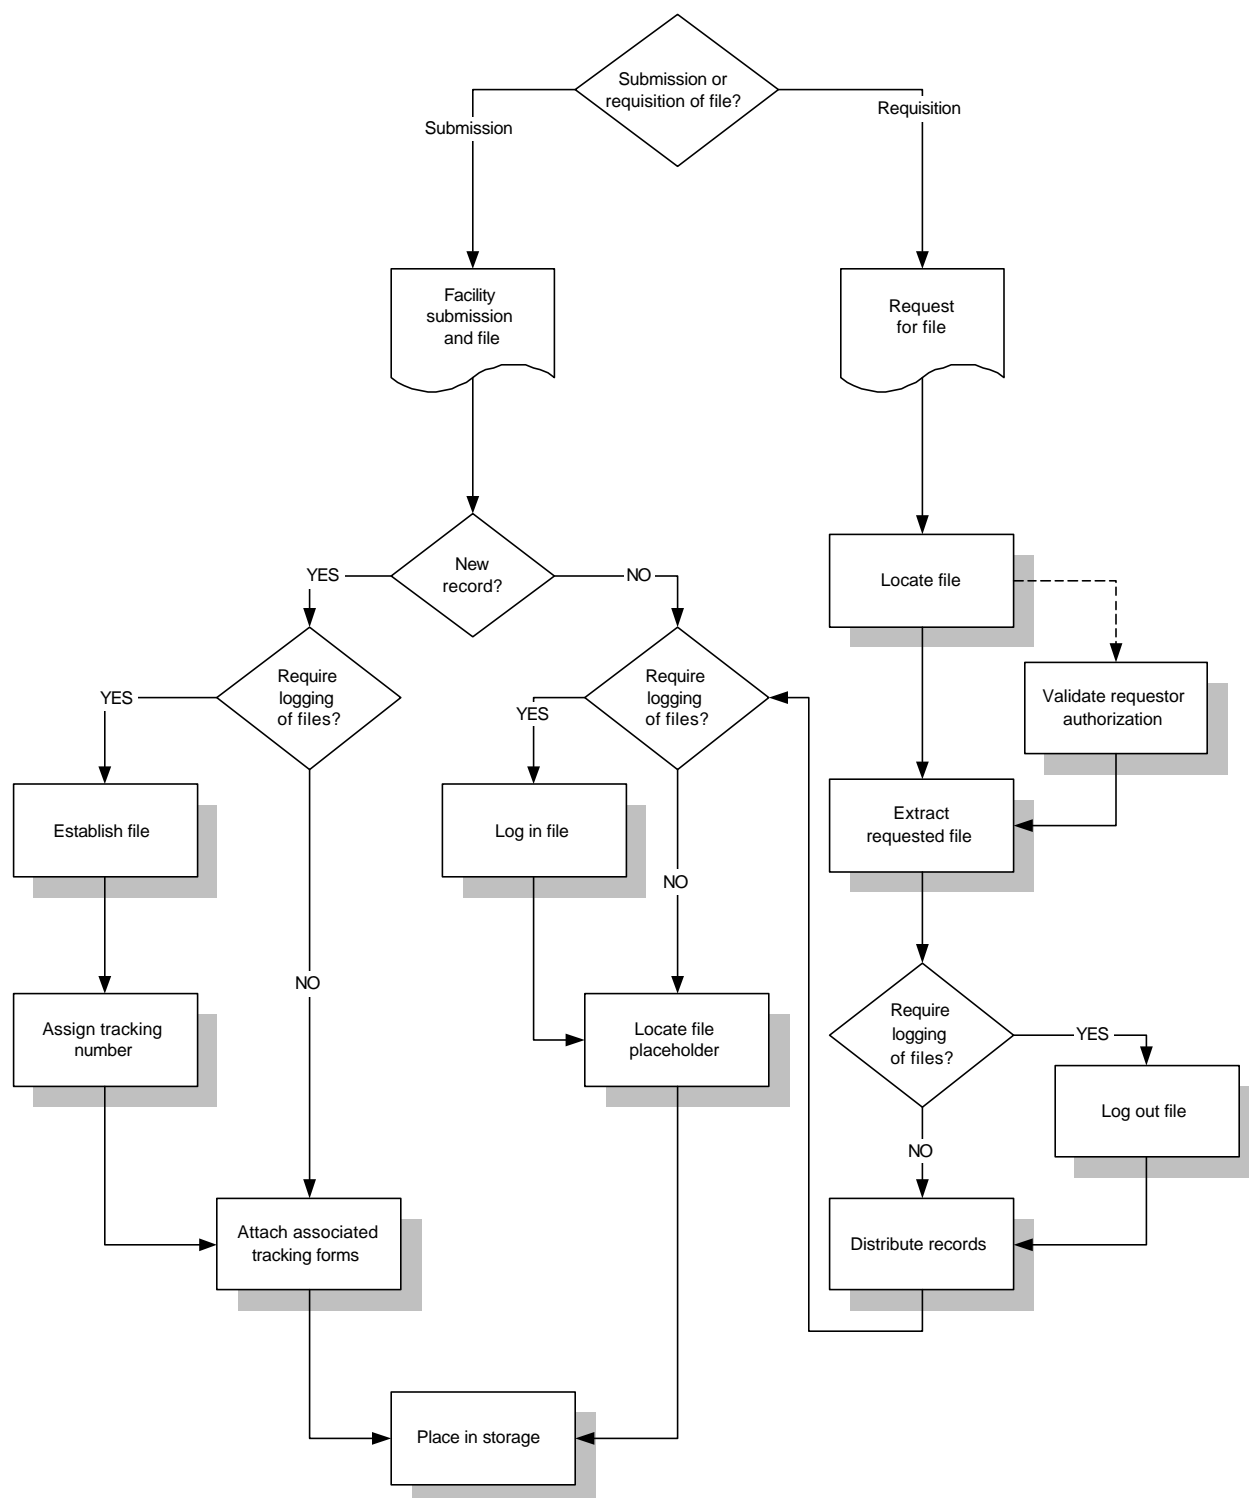 Submission or
requisition of file?
Submission
Requisition
Facility
submission
and file
Request
for file
New
record?
YES
NO
Locate file
Require
logging
of files?
YES
Require
logging
of files?
YES
Validate requestor
authorization
Establish file
Log in file
Extract
requested file
NO
NO
Assign tracking
number
Locate file
placeholder
Require
logging
of files?
YES
Log out file
NO
Attach associated
tracking forms
Distribute records
Place in storage